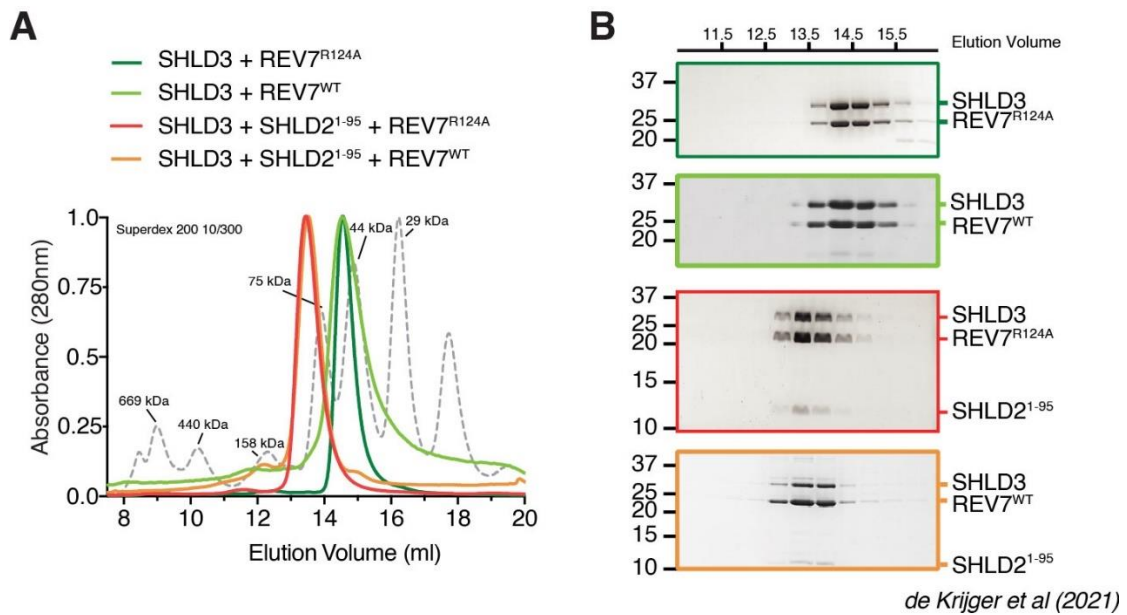 A
SHLD3 + REV7R124A
SHLD3 + REV7WT
SHLD3 + SHLD21-95 + REV7R124A
SHLD3 + SHLD21-95 + REV7WT
Absorbance (280nm)
1.0
0.75
0.5
0.25
0.0
Superdex 200 10/300
669 kDa
440 kDa
158 kDa
75 kDa
44 kDa
29 kDa
8
10
12
14
16
18
20
Elution Volume (ml)
B
11.5 12.5 13.5 14.5 15.5 Elution Volume
37
25
20
SHLD3
REV7R124A
37
25
20
SHLD3
REV7WT
37
25
20
15
10
SHLD3
REV7R124A
SHLD21-95
37
25
20
15
10
SHLD3
REV7WT
SHLD21-95
de Krijger et al (2021)